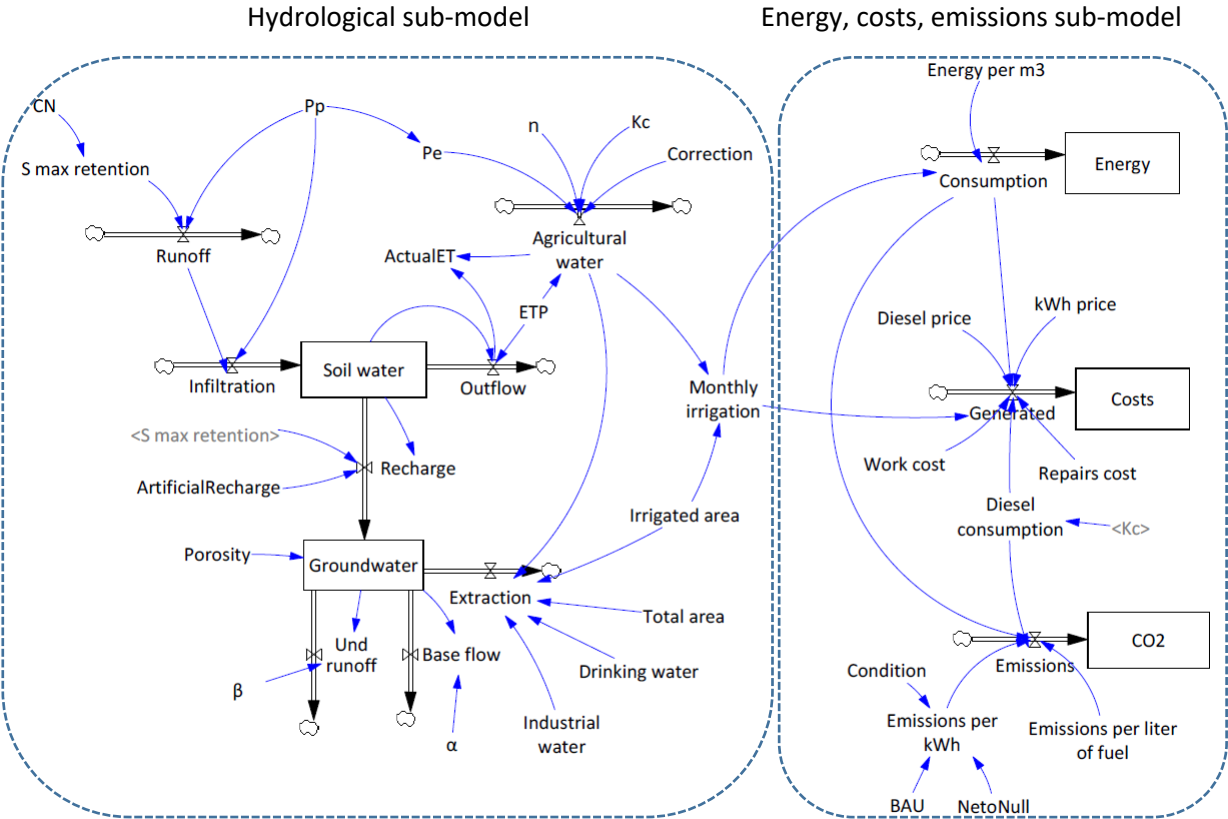 Hydrological sub-model
Energy, costs, emissions sub-model
CN
Pp
n
Kc
Pe
Correction
S max retention
Runoff
Agricultural
water
ActualET
ETP
Infiltration
Soil water
Outflow
Monthly
irrigation
<S max retention>
Recharge
ArtificialRecharge
Irrigated area
Porosity
Groundwater
Extraction
Total area
Und
runoff
Base flow
Drinking water
β
α
Industrial
water
Energy per m3
Energy
Consumption
Diesel price
kWh price
Costs
Generated
Work cost
Repairs cost
Diesel
consumption
<Kc>
CO2
Emissions
Condition
Emissions per
kWh
Emissions per liter
of fuel
BAU
NetoNull